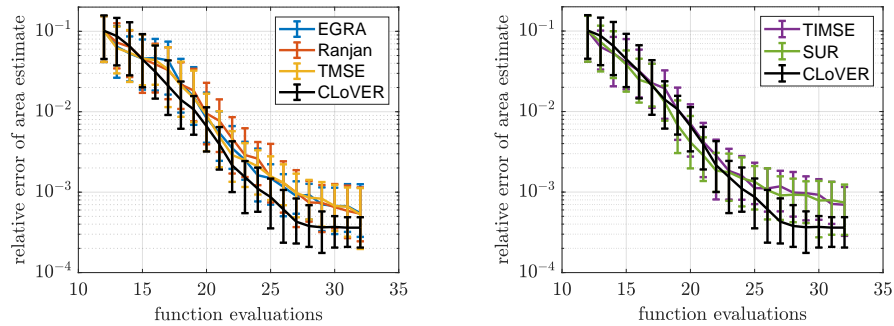 relative error of area estimate
10^{-1}
10^{-2}
10^{-3}
10^{-4}
10 15 20 25 30 35
function evaluations
EGRA
Ranjan
TMSE
CLoVER
relative error of area estimate
10^{-1}
10^{-2}
10^{-3}
10^{-4}
10 15 20 25 30 35
function evaluations
TIMSE
SUR
CLoVER